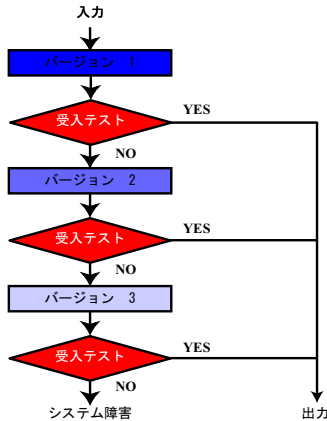 入力
バージョン 1
受入テスト
YES
NO
バージョン 2
受入テスト
YES
NO
バージョン 3
受入テスト
YES
NO
システム障害
出力